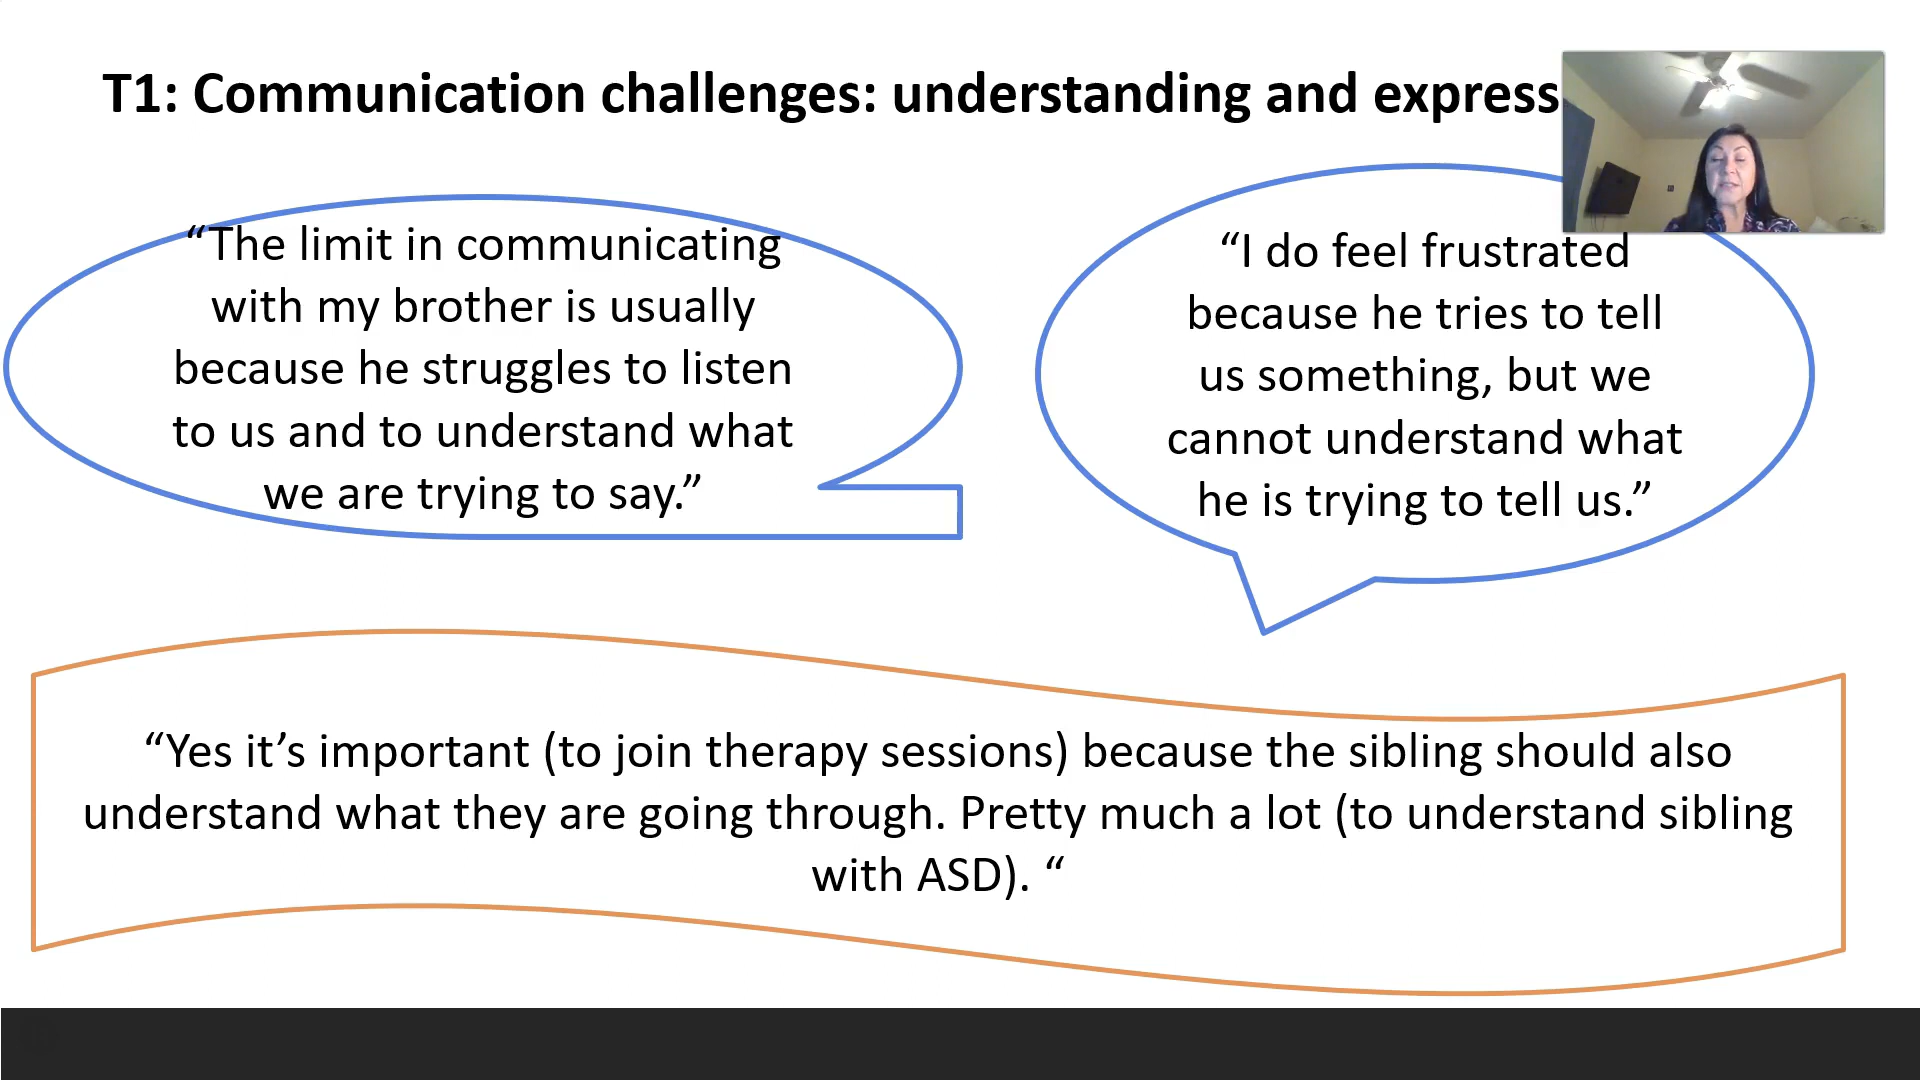 T1: Communication challenges: understanding and express
“The limit in communicating
with my brother is usually
because he struggles to listen
to us and to understand what
we are trying to say.”
“I do feel frustrated
because he tries to tell
us something, but we
cannot understand what
he is trying to tell us.”
“Yes it’s important (to join therapy sessions) because the sibling should also
understand what they are going through. Pretty much a lot (to understand sibling
with ASD). “